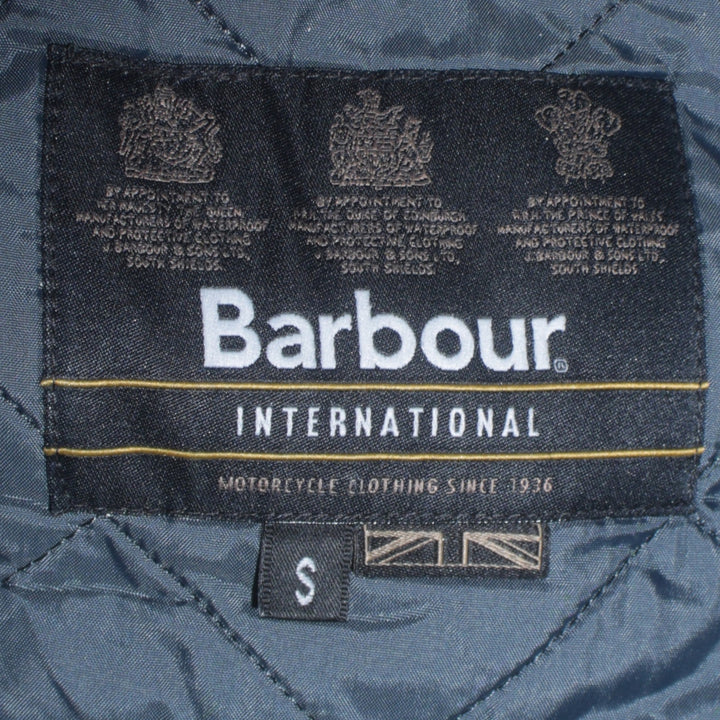 BY APPOINTMENT TO
H.M. THE QUEEN
MANUFACTURERS OF WATERPROOF
AND PROTECTIVE CLOTHING
J. BARBOUR & SONS LTD.,
SOUTH SHIELDS
BY APPOINTMENT TO
H.R.H. THE DUKE OF EDINBURGH
MANUFACTURERS OF WATERPROOF
AND PROTECTIVE CLOTHING
J. BARBOUR & SONS LTD.
SOUTH SHIELDS.
BY APPOINTMENT TO
H.R.H. THE PRINCE OF WALES
MANUFACTURERS OF WATERPROOF
AND PROTECTIVE CLOTHING
J. BARBOUR & SONS LTD.,
SOUTH SHIELDS
Barbour®
INTERNATIONAL
MOTORCYCLE CLOTHING SINCE 1936
S